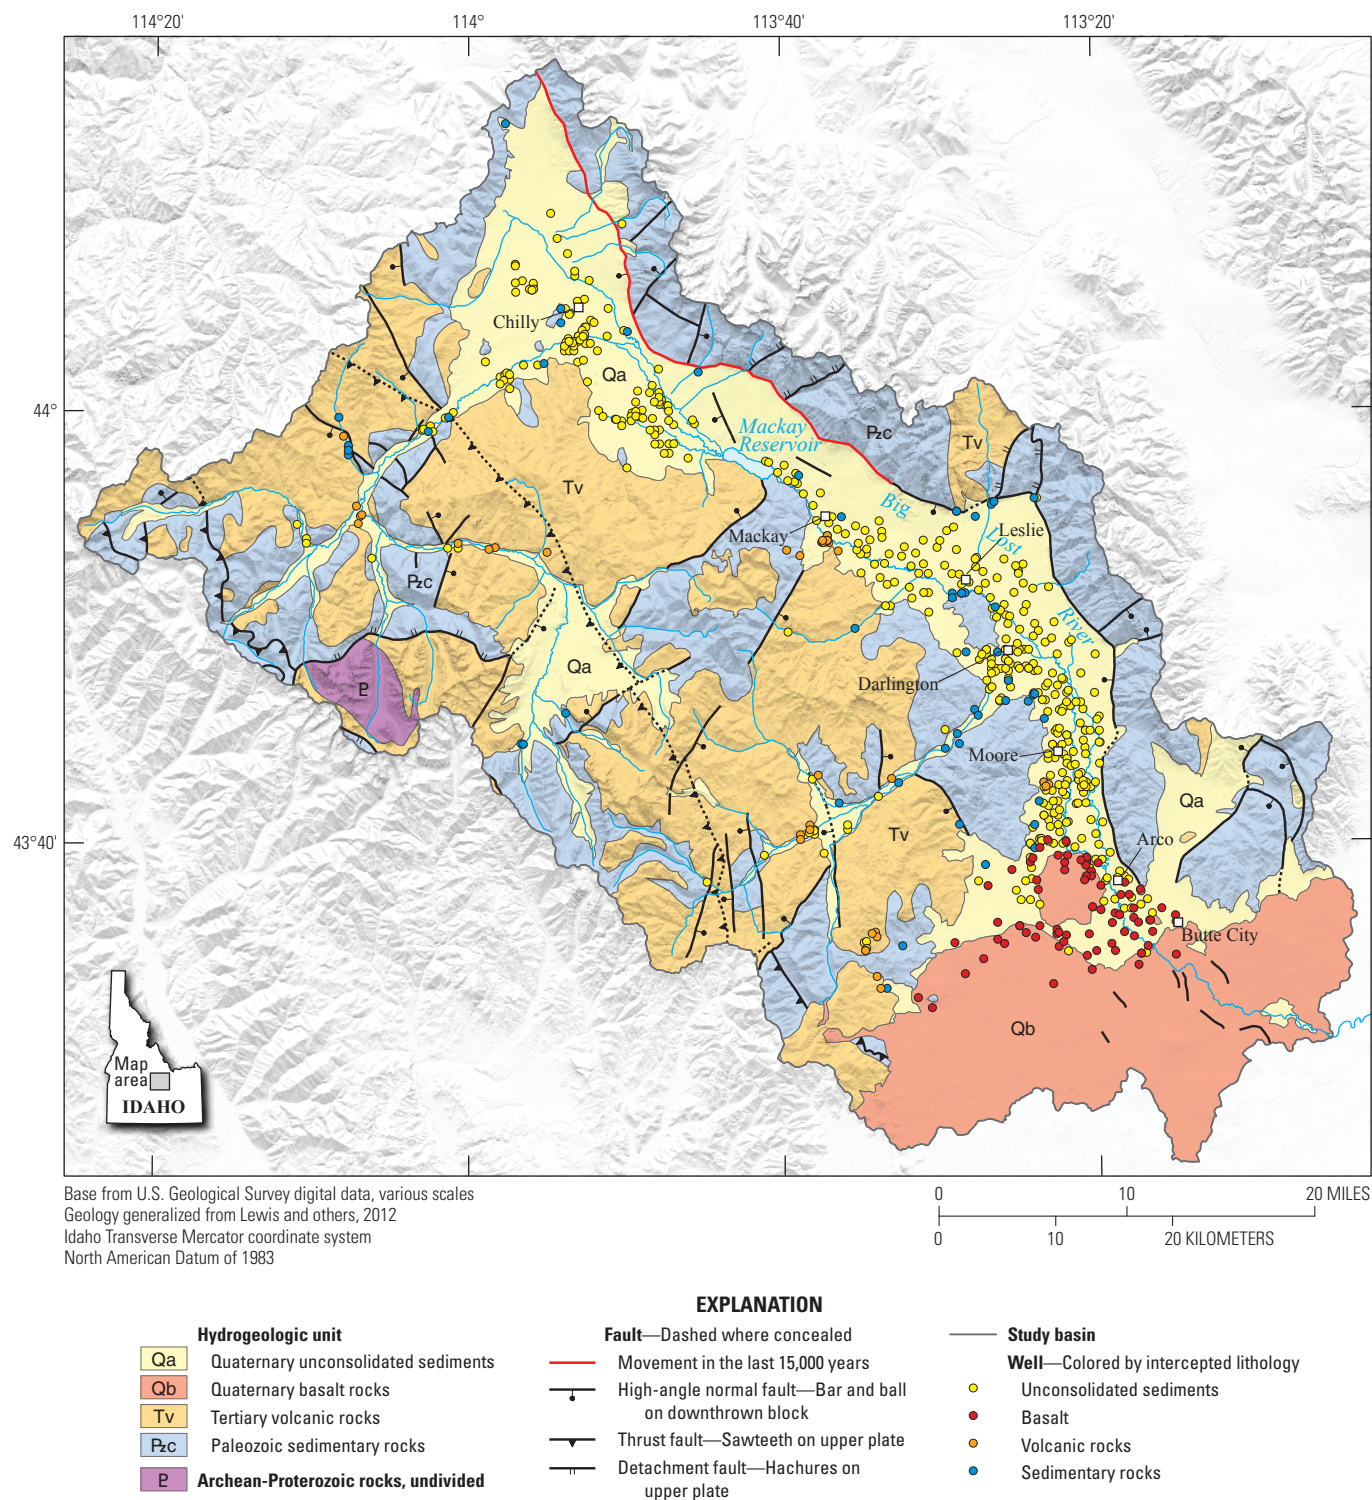 114°20'
114°
113°40'
113°20'
44°
43°40'
Chilly
Qa
Mackay
Reservoir
Pzc
Tv
Tv
Big
Mackay
Lost
Leslie
Pzc
River
Qa
Darlington
P
Moore
Qa
Tv
Arco
Butte City
Qb
Map
area
IDAHO
Base from U.S. Geological Survey digital data, various scales
Geology generalized from Lewis and others, 2012
Idaho Transverse Mercator coordinate system
North American Datum of 1983
0 10 20 MILES
0 10 20 KILOMETERS
EXPLANATION
Hydrogeologic unit
Qa Quaternary unconsolidated sediments
Qb Quaternary basalt rocks
Tv Tertiary volcanic rocks
Pzc Paleozoic sedimentary rocks
P Archean-Proterozoic rocks, undivided
Fault—Dashed where concealed
Movement in the last 15,000 years
High-angle normal fault—Bar and ball
on downthrown block
Thrust fault—Sawteeth on upper plate
Detachment fault—Hachures on
upper plate
Study basin
Well—Colored by intercepted lithology
Unconsolidated sediments
Basalt
Volcanic rocks
Sedimentary rocks